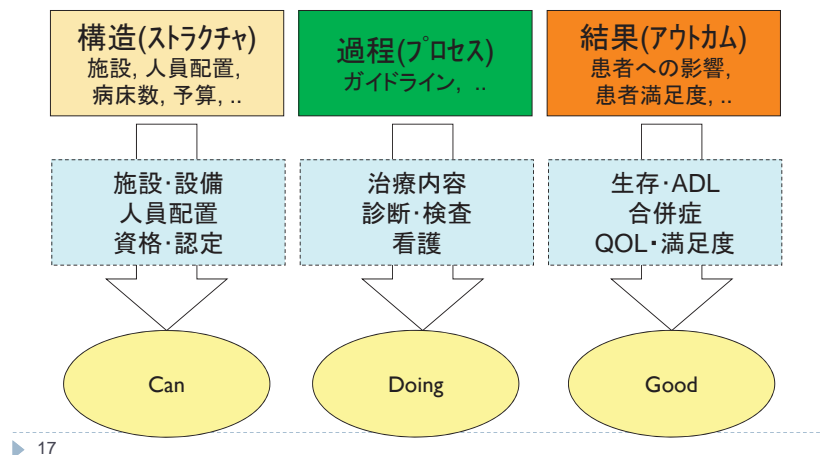 構造(ストラクチャ)
施設, 人員配置,
病床数, 予算, ..
過程(プロセス)
ガイドライン, ..
結果(アウトカム)
患者への影響,
患者満足度, ..
施設・設備
人員配置
資格・認定
治療内容
診断・検査
看護
生存・ADL
合併症
QOL・満足度
Can
Doing
Good
17